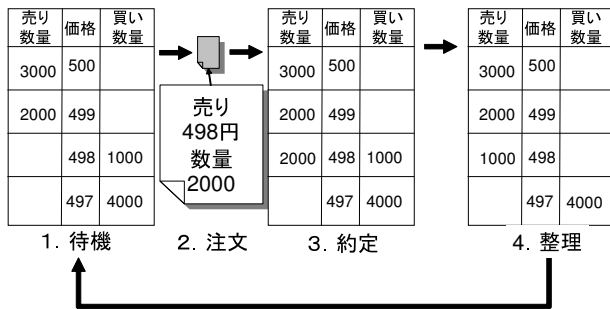 売り数量 価格 買い数量
3000 500
2000 499
498 1000
497 4000
1. 待機
売り
498円
数量
2000
2. 注文
売り数量 価格 買い数量
3000 500
2000 499
2000 498 1000
497 4000
3. 約定
売り数量 価格 買い数量
3000 500
2000 499
1000 498
497 4000
4. 整理